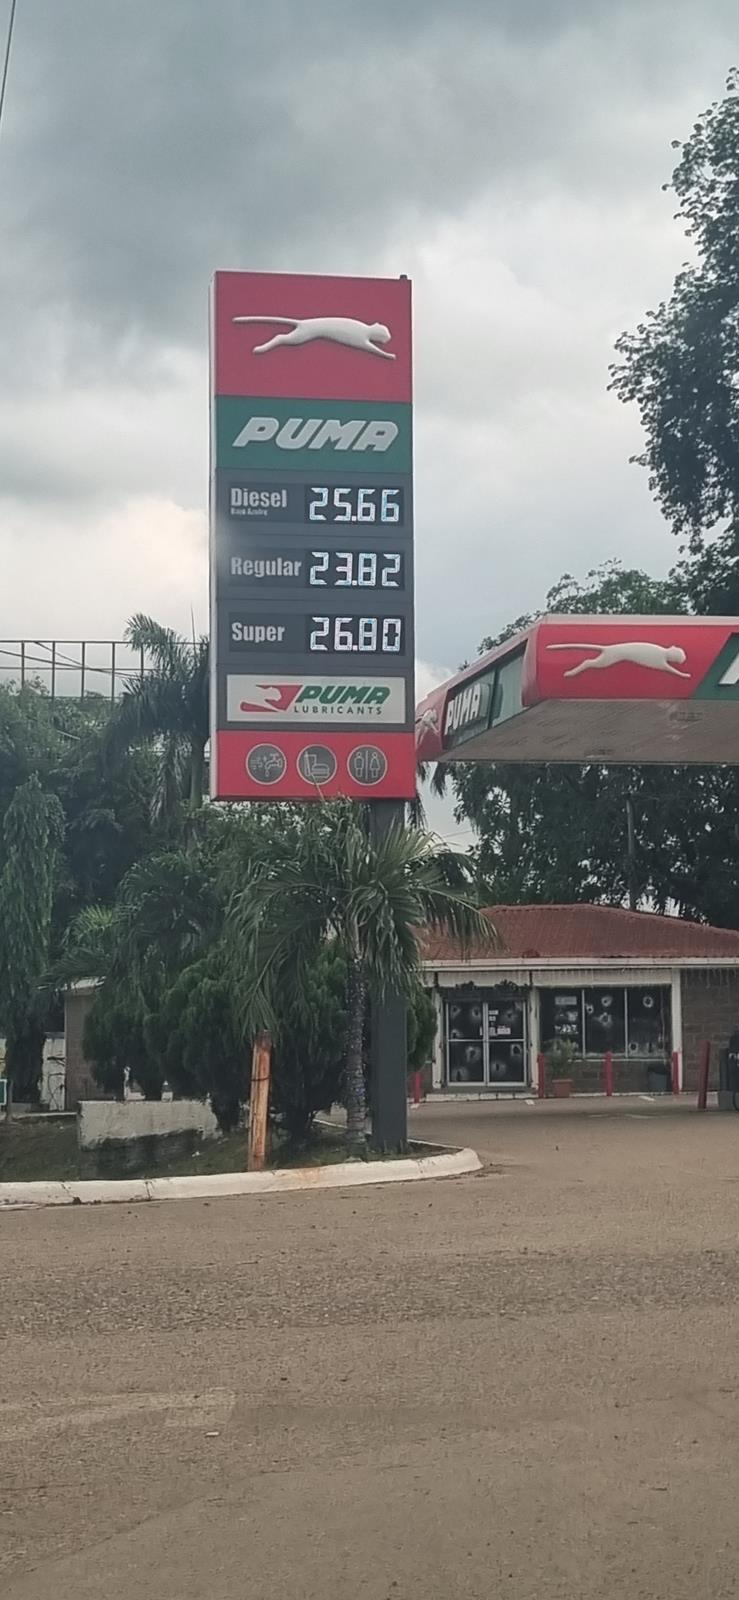 PUMA
Diesel 25.66
Regular 23.82
Super 26.80
PUMA
LUBRICANTS
PUMA